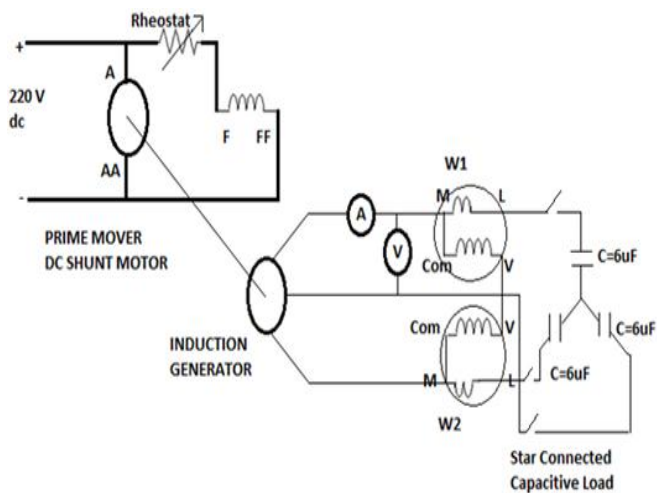 Rheostat
+
A
220 V
dc
F FF
AA
-
W1
M L
A
PRIME MOVER
DC SHUNT MOTOR
V
Com V
C=6uF
INDUCTION
GENERATOR
Com V
C=6uF
C=6uF
M L
W2
Star Connected
Capacitive Load